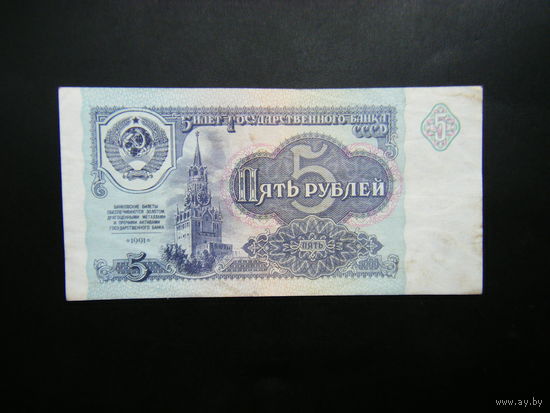 Билет Государственного Банка
СССР
5
5
Пять рублей
БАНКОВСКИЕ БИЛЕТЫ
ОБЕСПЕЧИВАЮТСЯ ЗОЛОТОМ,
ДРАГОЦЕННЫМИ МЕТАЛЛАМИ
И ПРОЧИМИ АКТИВАМИ
ГОСУДАРСТВЕННОГО БАНКА
*1991*
ПЯТЬ
5
www.ay.by